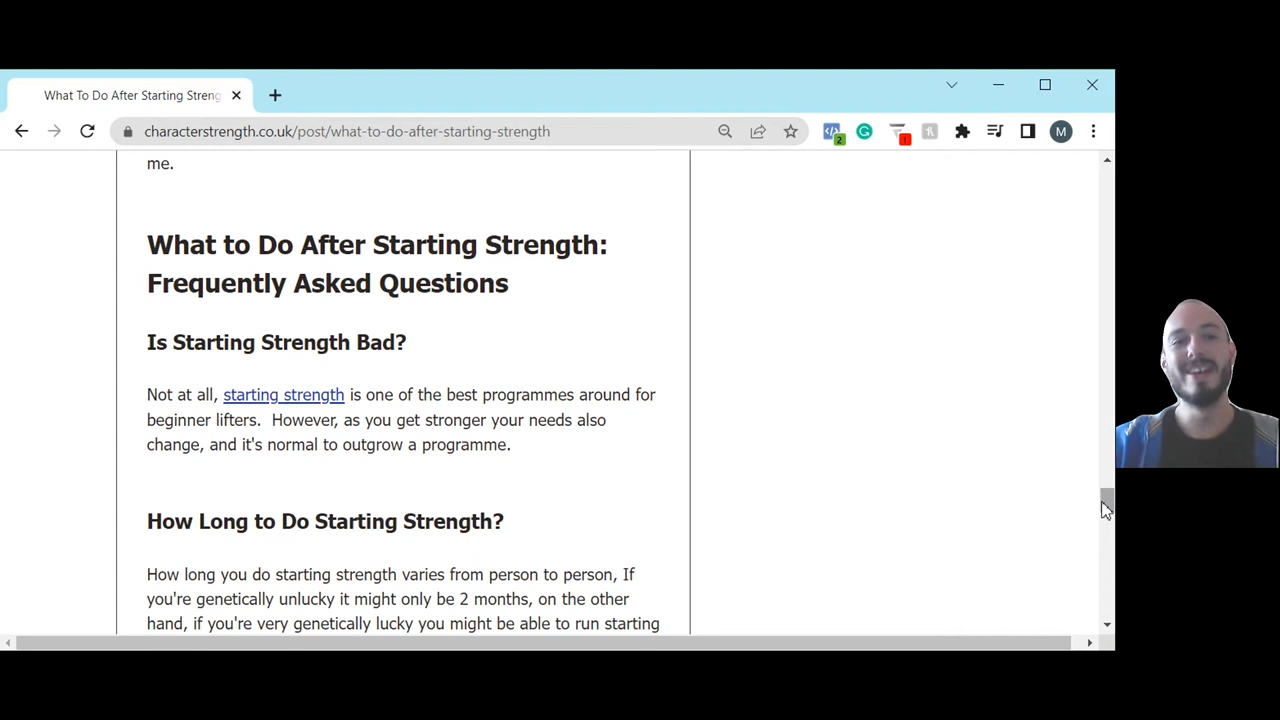 What To Do After Starting Streng
characterstrength.co.uk/post/what-to-do-after-starting-strength
2
!
M
me.
What to Do After Starting Strength:
Frequently Asked Questions
Is Starting Strength Bad?
Not at all, starting strength is one of the best programmes around for
beginner lifters.  However, as you get stronger your needs also
change, and it's normal to outgrow a programme.
How Long to Do Starting Strength?
How long you do starting strength varies from person to person, If
you're genetically unlucky it might only be 2 months, on the other
hand, if you're very genetically lucky you might be able to run starting